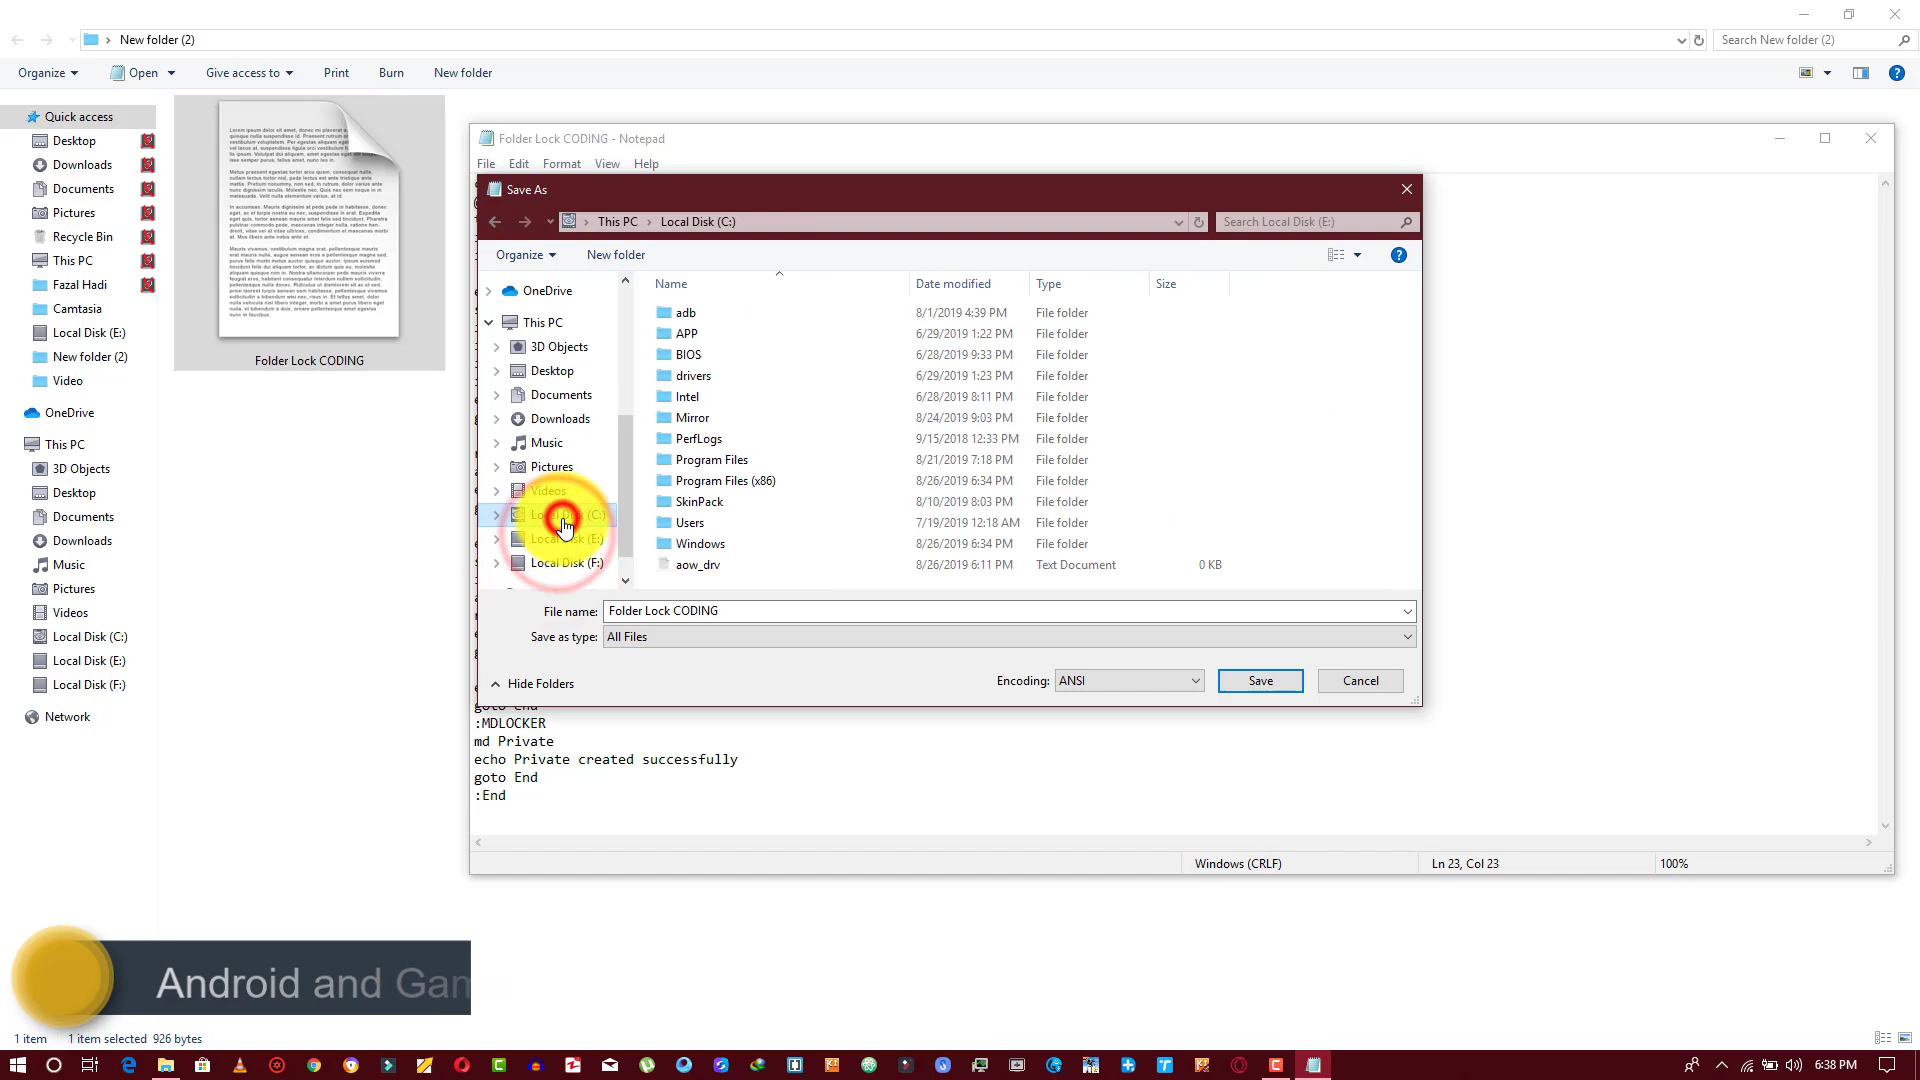 New folder (2)
Search New folder (2)
Organize
Open
Give access to
Print
Burn
New folder
Quick access
Desktop
Downloads
Documents
Pictures
Recycle Bin
This PC
Fazal Hadi
Camtasia
Local Disk (E:)
New folder (2)
Video
OneDrive
This PC
3D Objects
Desktop
Documents
Downloads
Music
Pictures
Videos
Local Disk (C:)
Local Disk (E:)
Local Disk (F:)
Network
Folder Lock CODING
Folder Lock CODING - Notepad
File Edit Format View Help
Save As
This PC > Local Disk (C:)
Search Local Disk (E:)
Organize
New folder
OneDrive
This PC
3D Objects
Desktop
Documents
Downloads
Music
Pictures
Videos
Local Disk (C:)
Local Disk (E:)
Local Disk (F:)
Name Date modified Type Size
adb 8/1/2019 4:39 PM File folder
APP 6/29/2019 1:22 PM File folder
BIOS 6/28/2019 9:33 PM File folder
drivers 6/29/2019 1:23 PM File folder
Intel 6/28/2019 8:11 PM File folder
Mirror 8/24/2019 9:03 PM File folder
PerfLogs 9/15/2018 12:33 PM File folder
Program Files 8/21/2019 7:18 PM File folder
Program Files (x86) 8/26/2019 6:34 PM File folder
SkinPack 8/10/2019 8:03 PM File folder
Users 7/19/2019 12:18 AM File folder
Windows 8/26/2019 6:34 PM File folder
aow_drv 8/26/2019 6:11 PM Text Document 0 KB
File name: Folder Lock CODING
Save as type: All Files
Hide Folders
Encoding: ANSI
Save
Cancel
goto End
:MDLOCKER
md Private
echo Private created successfully
goto End
:End
Windows (CRLF)
Ln 23, Col 23
100%
Android and Gam
1 item
1 item selected 926 bytes
6:38 PM